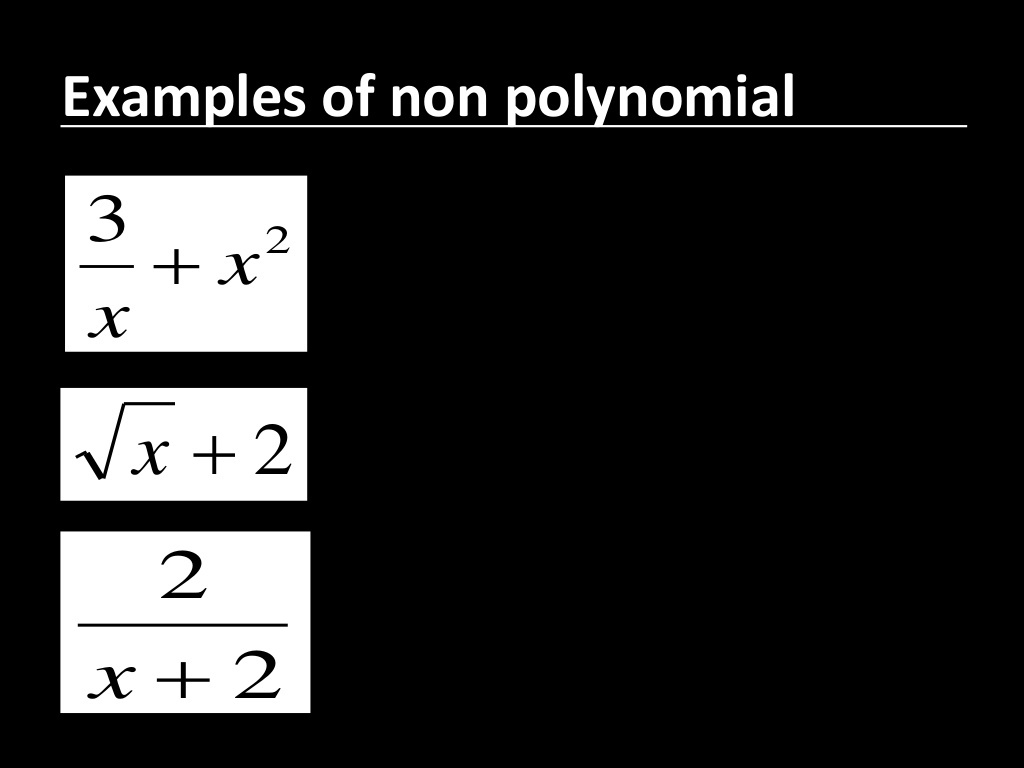 Examples of non polynomial
3/x + x²
√x + 2
2/(x + 2)